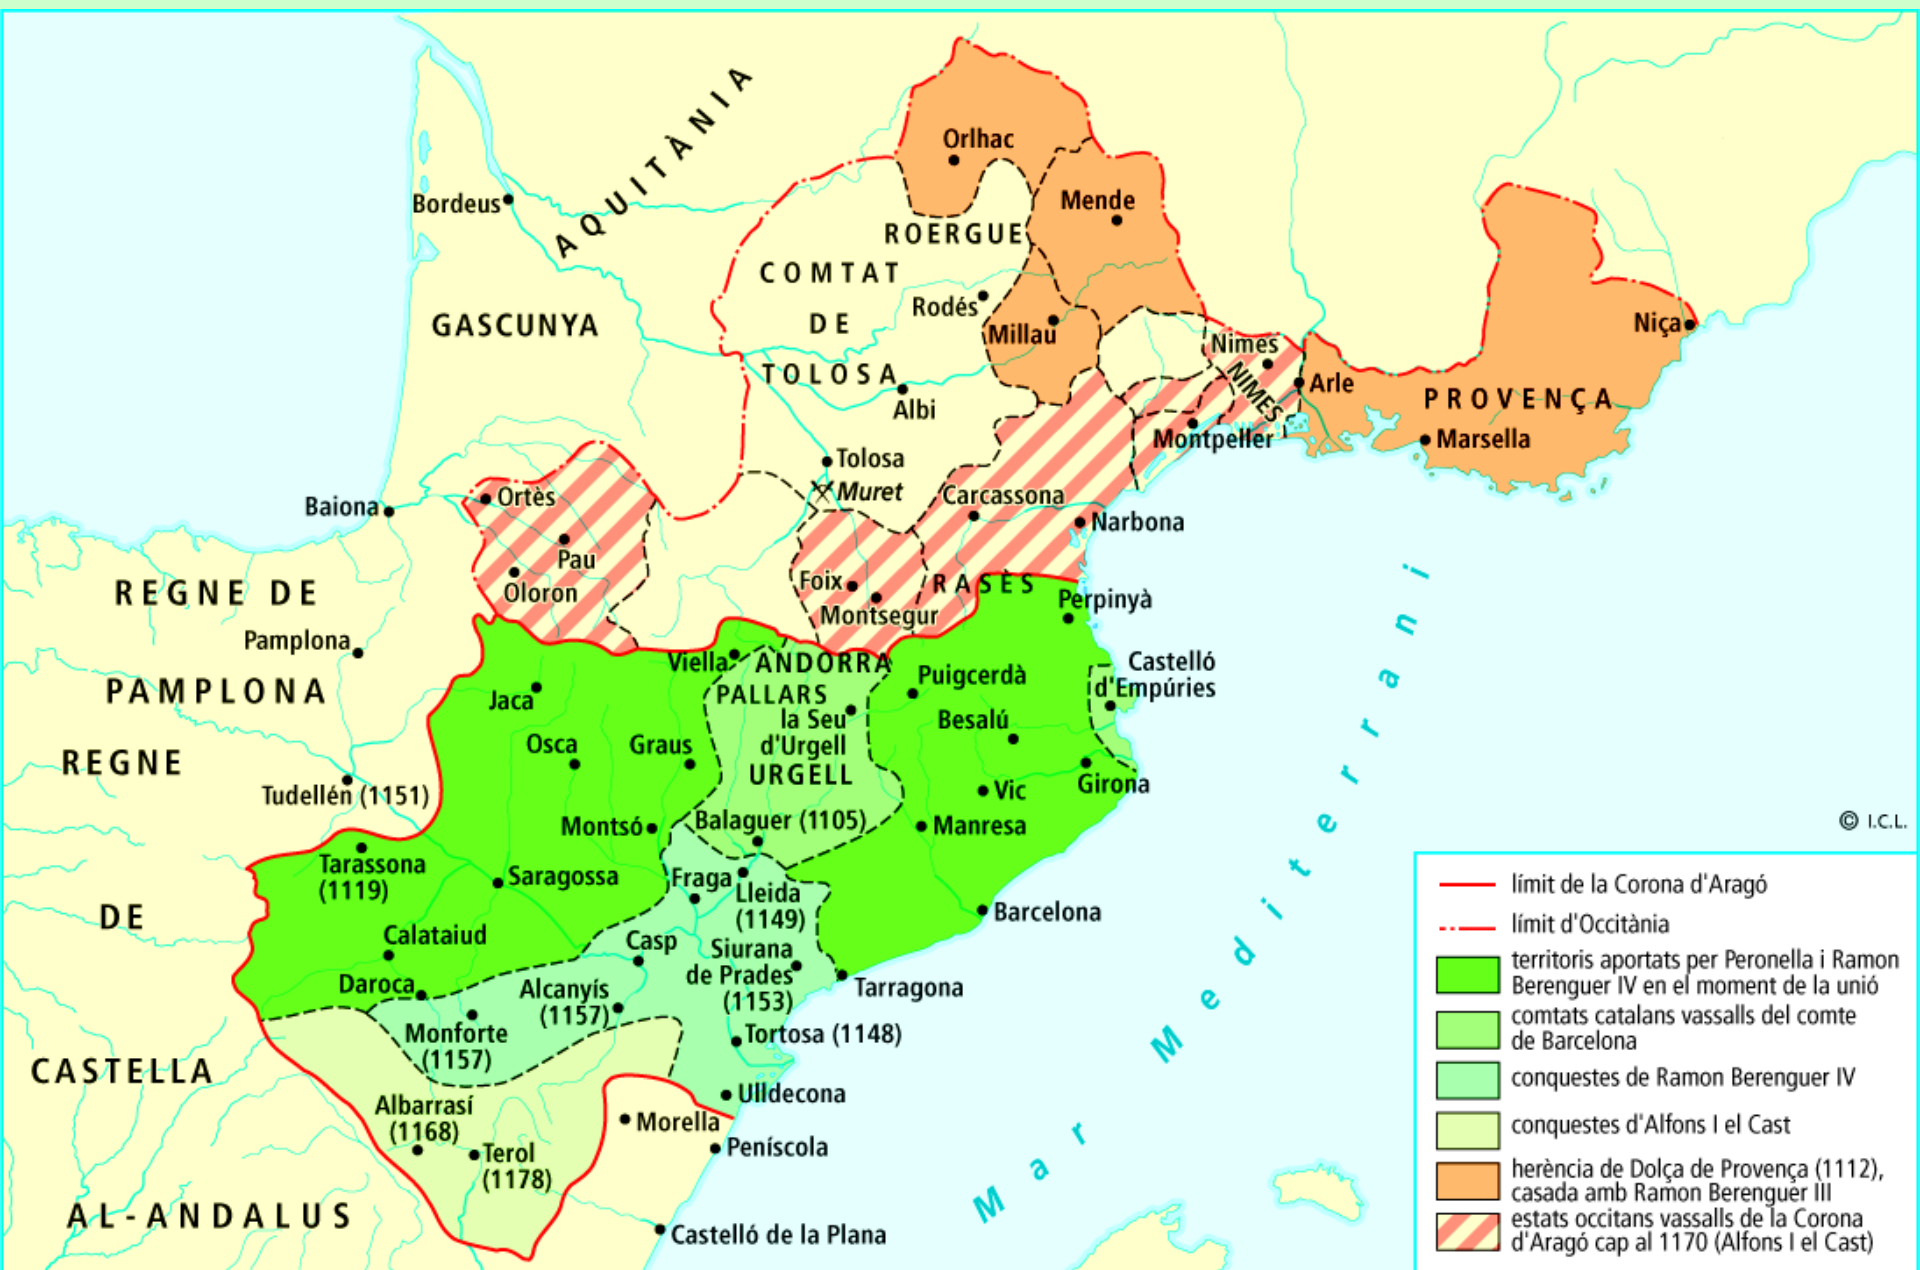 Orlhac
Mende
AQUITÀNIA
Bordeus
ROERGUE
COMTAT
DE
TOLOSA
Rodés
Millau
GASCUNYA
Nimes
NIMES
Niça
Arle
PROVENÇA
Albi
Marsella
Montpeller
Tolosa
Muret
Ortès
Baiona
Carcassona
Narbona
Pau
Oloron
Foix
Montsegur
RASÈS
REGNE DE
PAMPLONA
Pamplona
Perpinyà
Viella
ANDORRA
PALLARS
la Seu
d'Urgell
URGELL
Puigcerdà
Castelló
d'Empúries
Jaca
Besalú
Osca
Graus
Girona
REGNE
DE
CASTELLA
Tudellén (1151)
Vic
Montsó
Balaguer (1105)
Manresa
Tarassona
(1119)
Saragossa
Fraga
Lleida
(1149)
Barcelona
Calataiud
Casp
Siurana
de Prades
(1153)
Daroca
Alcanyís
(1157)
Tarragona
Monforte
(1157)
Tortosa (1148)
Ulldecona
Albarrasí
(1168)
Morella
Terol
(1178)
Peníscola
AL-ANDALUS
Castelló de la Plana
Mar Mediterrani
© I.C.L.
límit de la Corona d'Aragó
límit d'Occitània
territoris aportats per Peronella i Ramon
Berenguer IV en el moment de la unió
comtats catalans vassalls del comte
de Barcelona
conquestes de Ramon Berenguer IV
conquestes d'Alfons I el Cast
herència de Dolça de Provença (1112),
casada amb Ramon Berenguer III
estats occitans vassalls de la Corona
d'Aragó cap al 1170 (Alfons I el Cast)